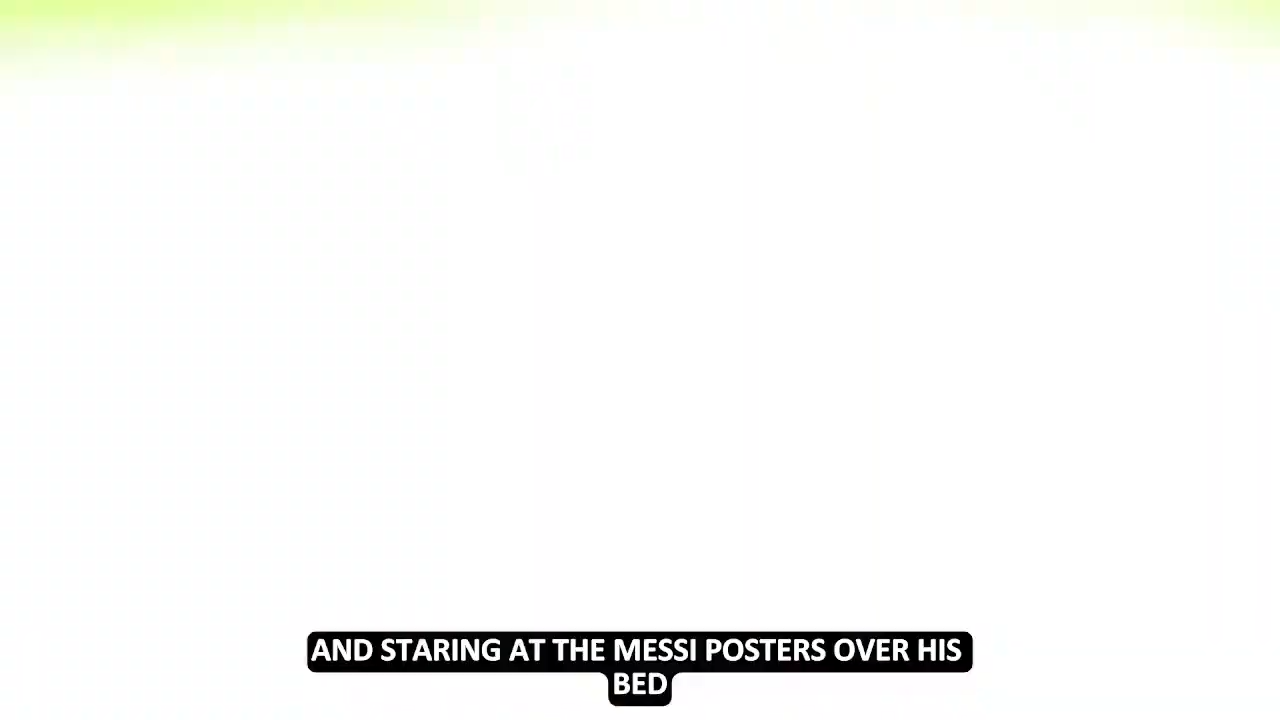 AND STARING AT THE MESSI POSTERS OVER HIS
BED